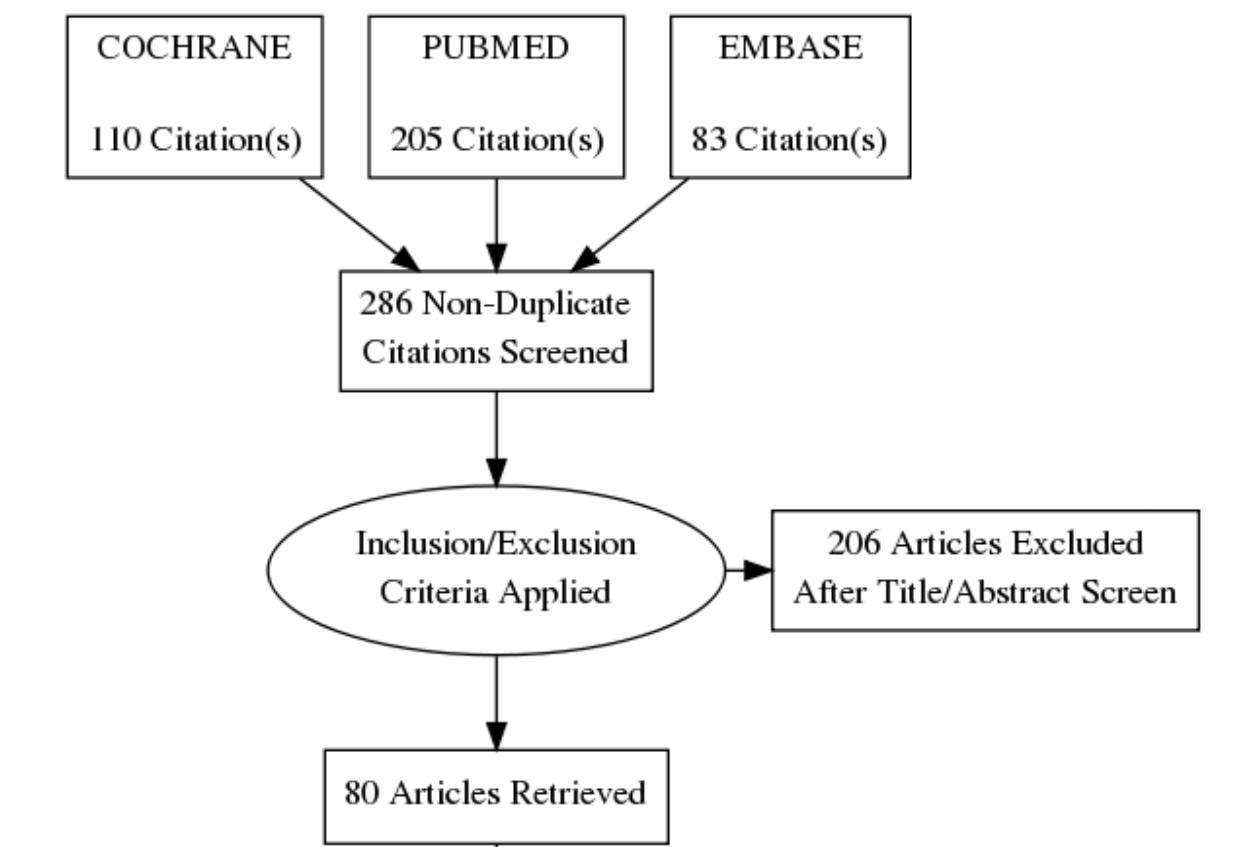 COCHRANE
110 Citation(s)
PUBMED
205 Citation(s)
EMBASE
83 Citation(s)
286 Non-Duplicate
Citations Screened
Inclusion/Exclusion
Criteria Applied
206 Articles Excluded
After Title/Abstract Screen
80 Articles Retrieved